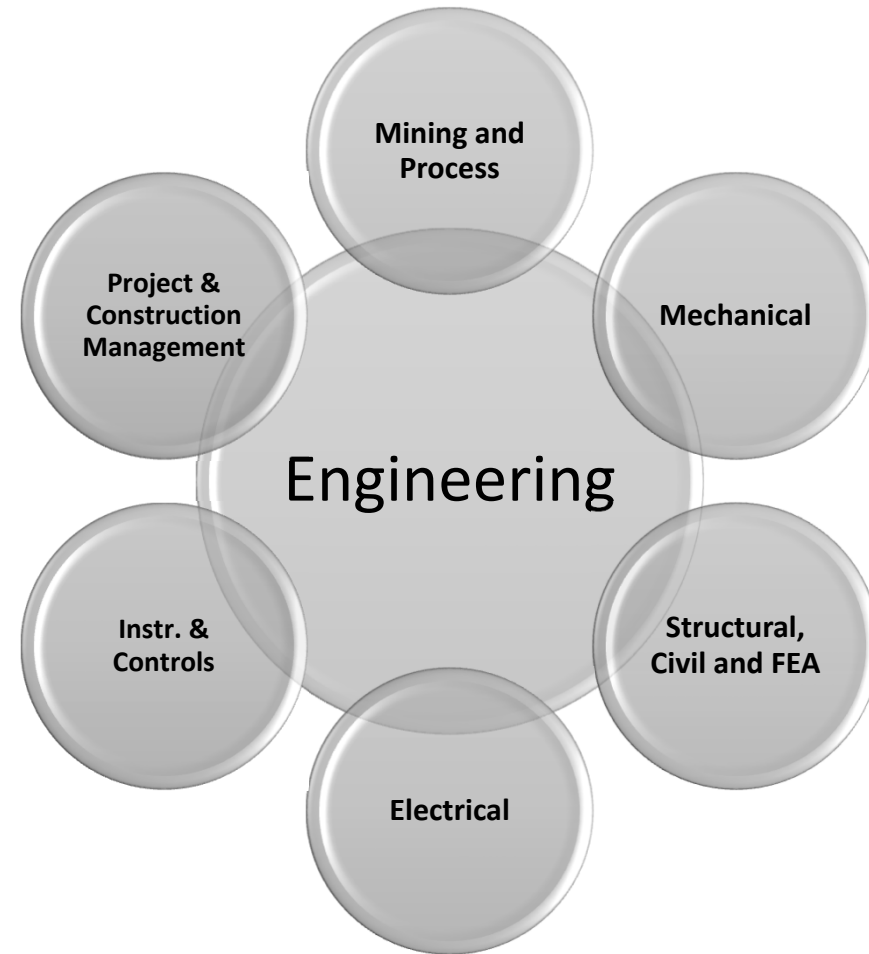 Mining and
Process
Project &
Construction
Management
Mechanical
Engineering
Instr. &
Controls
Structural,
Civil and FEA
Electrical